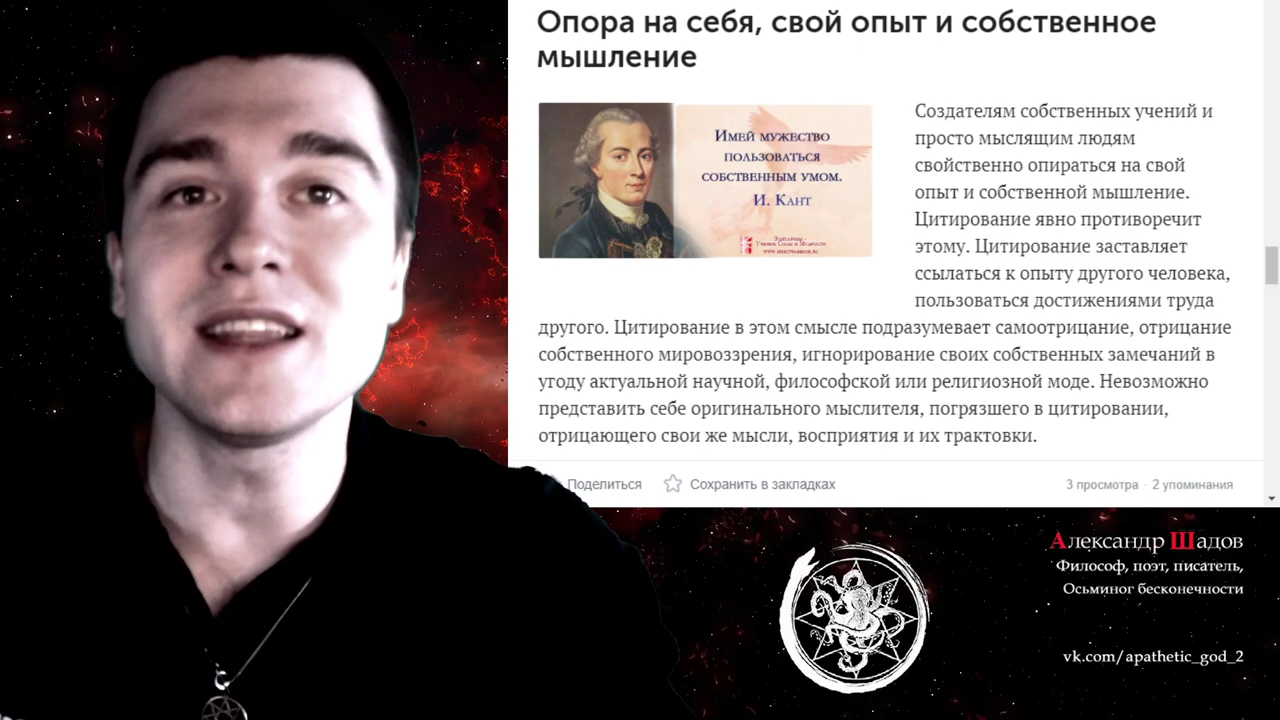 Опора на себя, свой опыт и собственное
мышление
Имей мужество
пользоваться
собственным умом.
И. Кант
Создателям собственных учений и
просто мыслящим людям
свойственно опираться на свой
опыт и собственной мышление.
Цитирование явно противоречит
этому. Цитирование заставляет
ссылаться к опыту другого человека,
пользоваться достижениями труда
другого. Цитирование в этом смысле подразумевает самоотрицание, отрицание
собственного мировоззрения, игнорирование своих собственных замечаний в
угоду актуальной научной, философской или религиозной моде. Невозможно
представить себе оригинального мыслителя, погрязшего в цитировании,
отрицающего свои же мысли, восприятия и их трактовки.
Поделиться Сохранить в закладках 3 просмотра · 2 упоминания
Александр Шадов
Философ, поэт, писатель,
Осьминог бесконечности
vk.com/apathetic_god_2